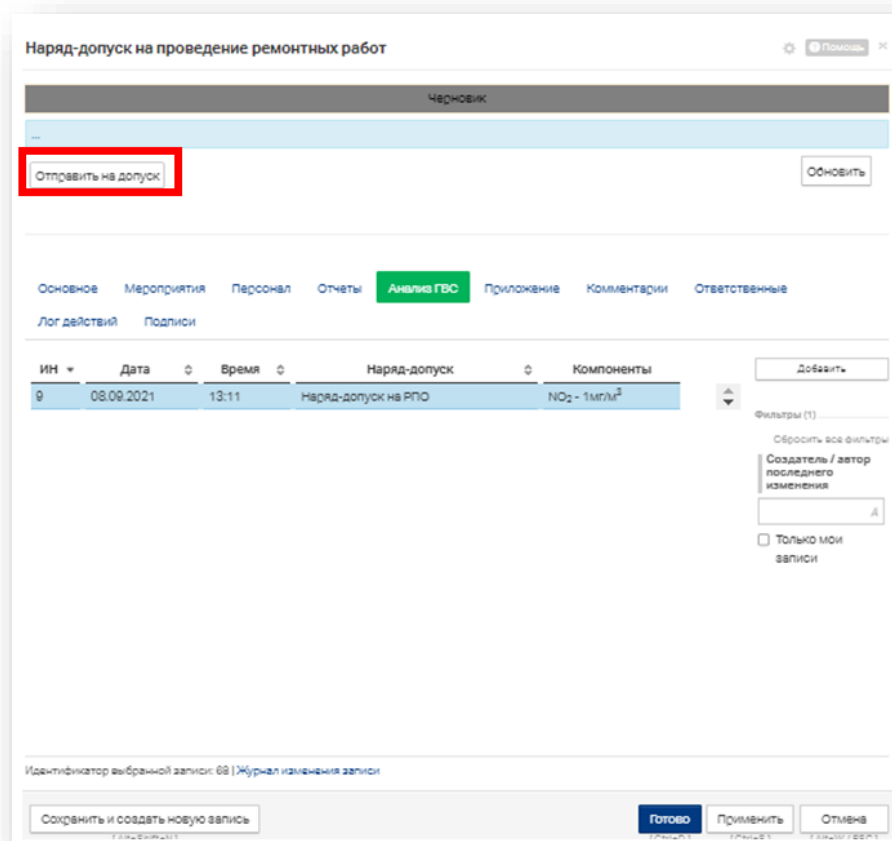 Наряд-допуск на проведение ремонтных работ
Помощь
Черновик
...
Отправить на допуск
Обновить
Основное Мероприятия Персонал Отчеты Анализ ГВС Приложение Комментарии Ответственные
Лог действий Подписи
ИН Дата Время Наряд-допуск Компоненты
Добавить
9 08.09.2021 13:11 Наряд-допуск на РПО NO₂ - 1мг/м³
Фильтры (1)
Сбросить все фильтры
Создатель / автор
последнего
изменения
Только мои
записи
Идентификатор выбранной записи: 68 | Журнал изменения записи
Сохранить и создать новую запись Готово Применить Отмена